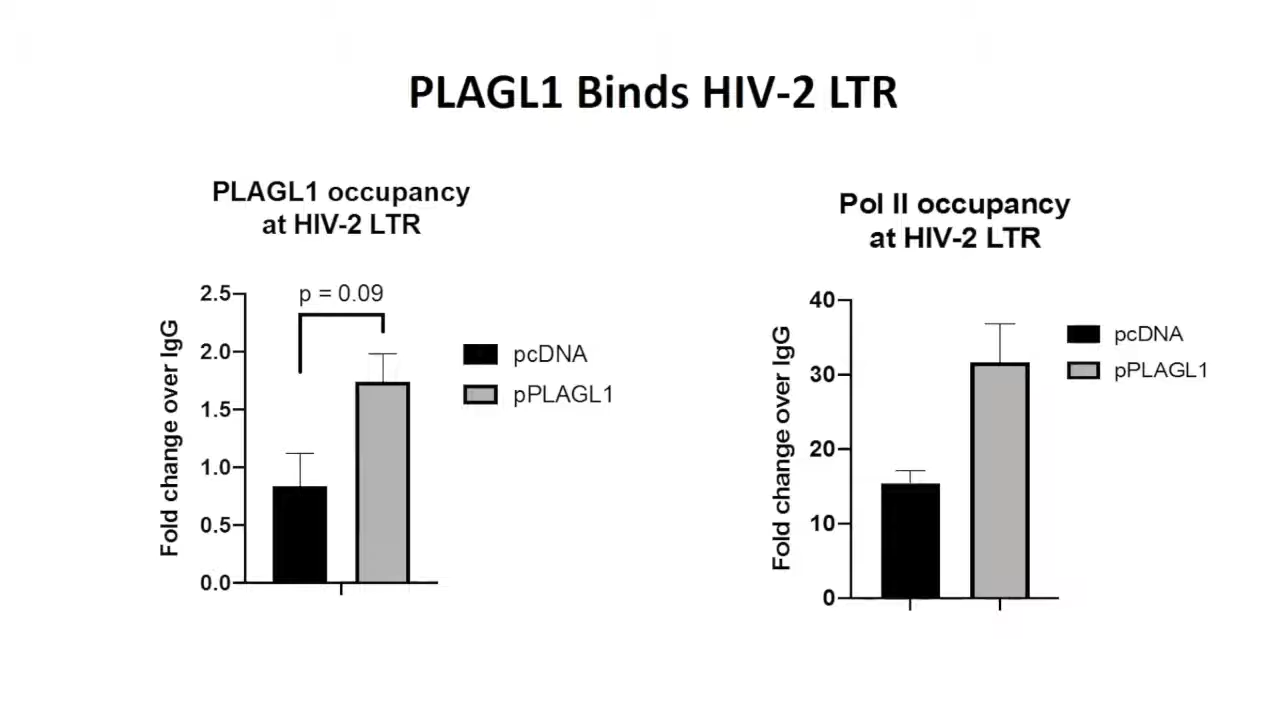 PLAGL1 Binds HIV-2 LTR
PLAGL1 occupancy
at HIV-2 LTR
Fold change over IgG
2.5
2.0
1.5
1.0
0.5
0.0
p = 0.09
pcDNA
pPLAGL1
Pol II occupancy
at HIV-2 LTR
Fold change over IgG
40
30
20
10
0
pcDNA
pPLAGL1